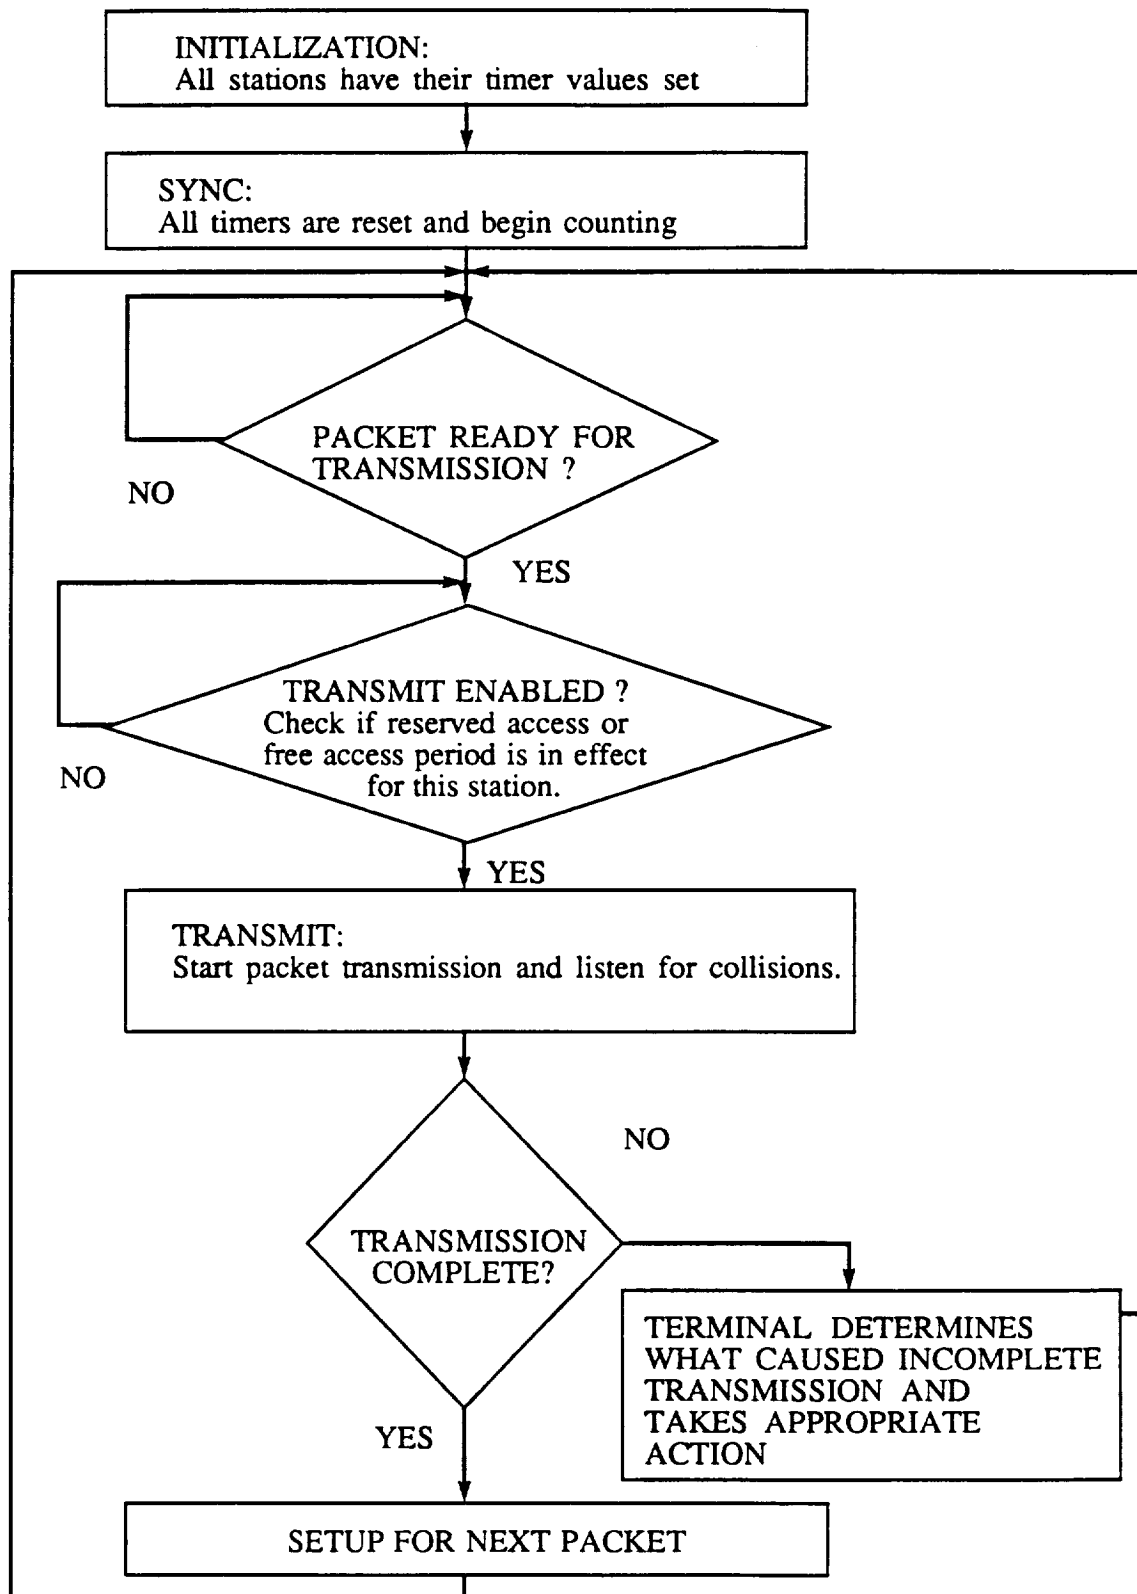 INITIALIZATION:
All stations have their timer values set
SYNC:
All timers are reset and begin counting
PACKET READY FOR
TRANSMISSION ?
NO
YES
TRANSMIT ENABLED ?
Check if reserved access or
free access period is in effect
for this station.
NO
YES
TRANSMIT:
Start packet transmission and listen for collisions.
NO
TRANSMISSION
COMPLETE?
TERMINAL DETERMINES
WHAT CAUSED INCOMPLETE
TRANSMISSION AND
TAKES APPROPRIATE
ACTION
YES
SETUP FOR NEXT PACKET